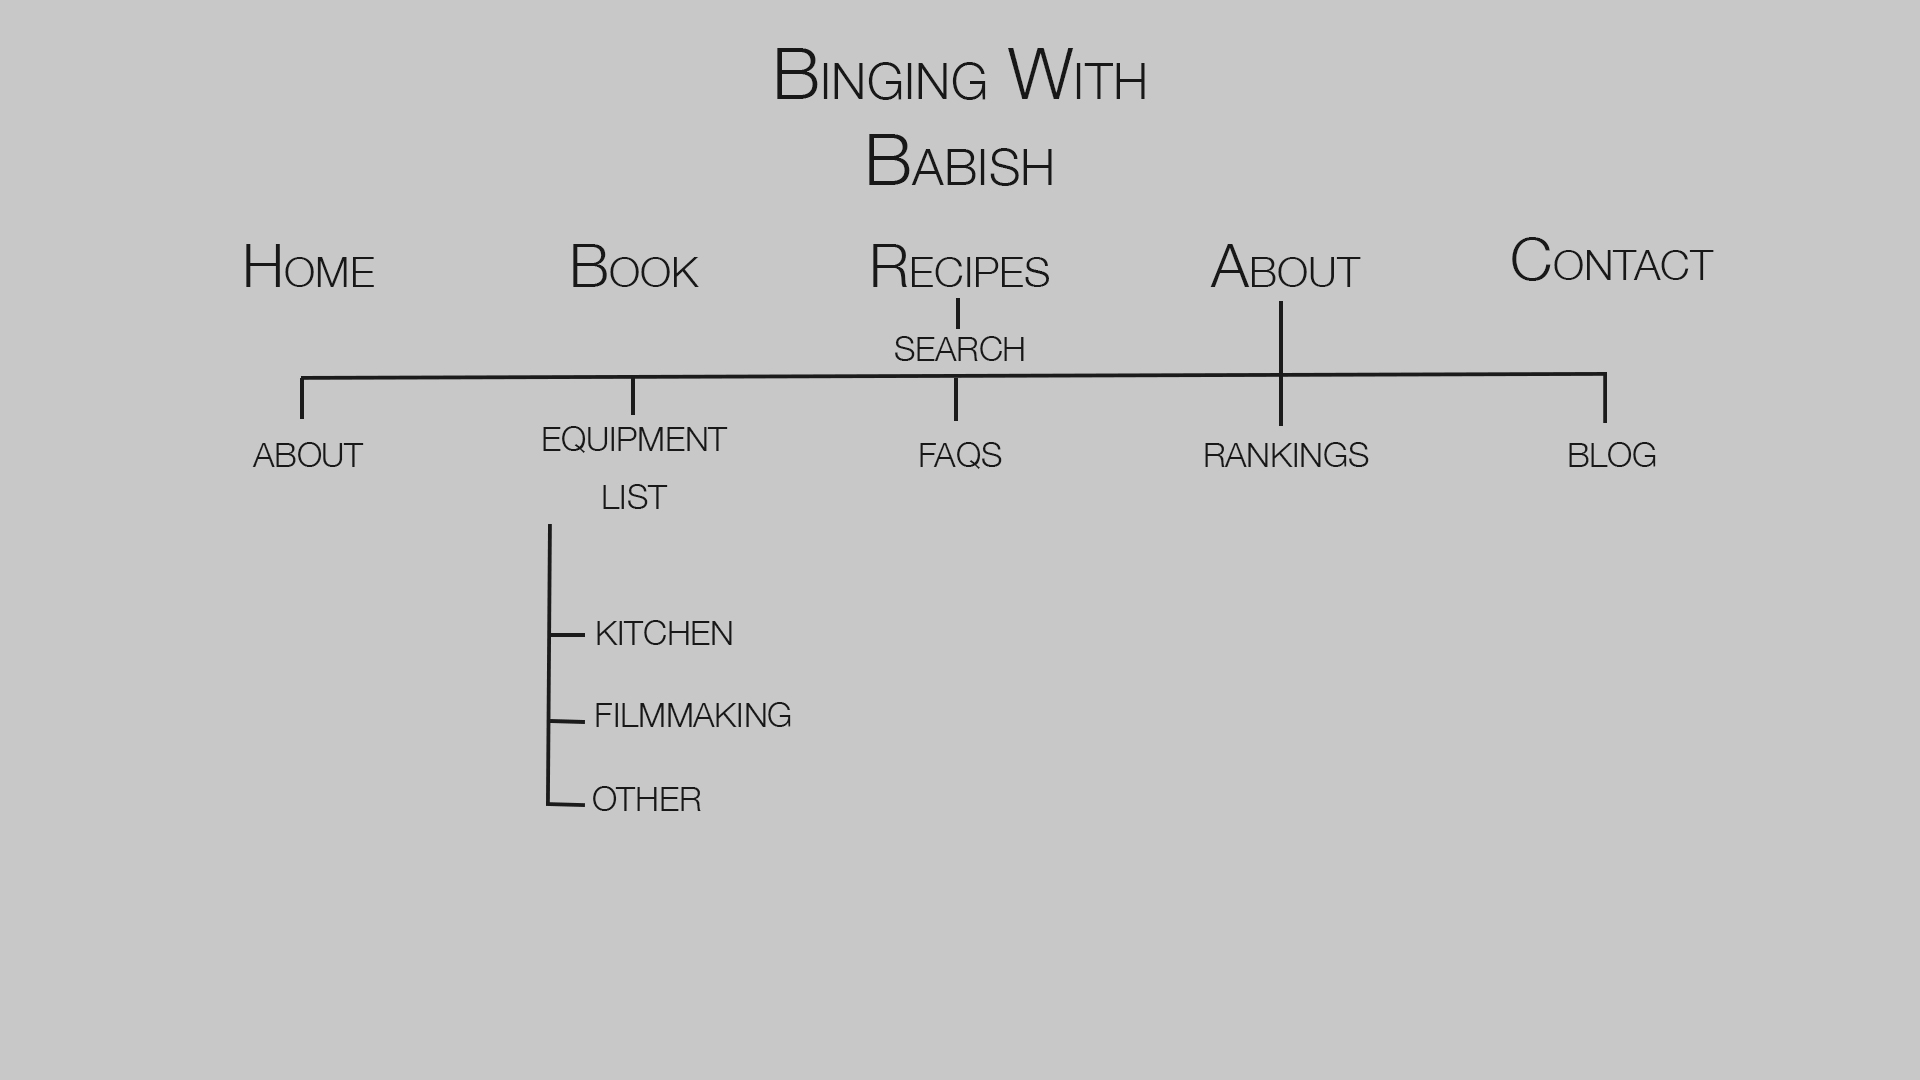 Binging With
Babish
Home Book Recipes About Contact
SEARCH
ABOUT EQUIPMENT FAQS RANKINGS BLOG
LIST
KITCHEN
FILMMAKING
OTHER